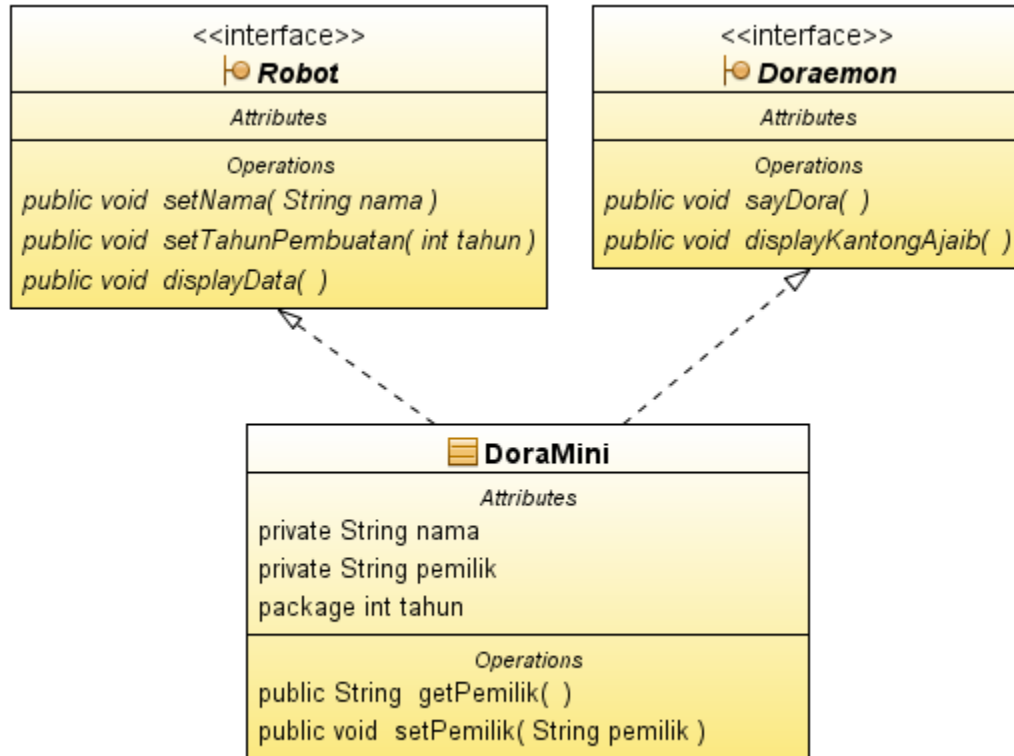 <<interface>>
Robot
Attributes
Operations
public void setNama( String nama )
public void setTahunPembuatan( int tahun )
public void displayData( )
<<interface>>
Doraemon
Attributes
Operations
public void sayDora( )
public void displayKantongAjaib( )
DoraMini
Attributes
private String nama
private String pemilik
package int tahun
Operations
public String getPemilik( )
public void setPemilik( String pemilik )